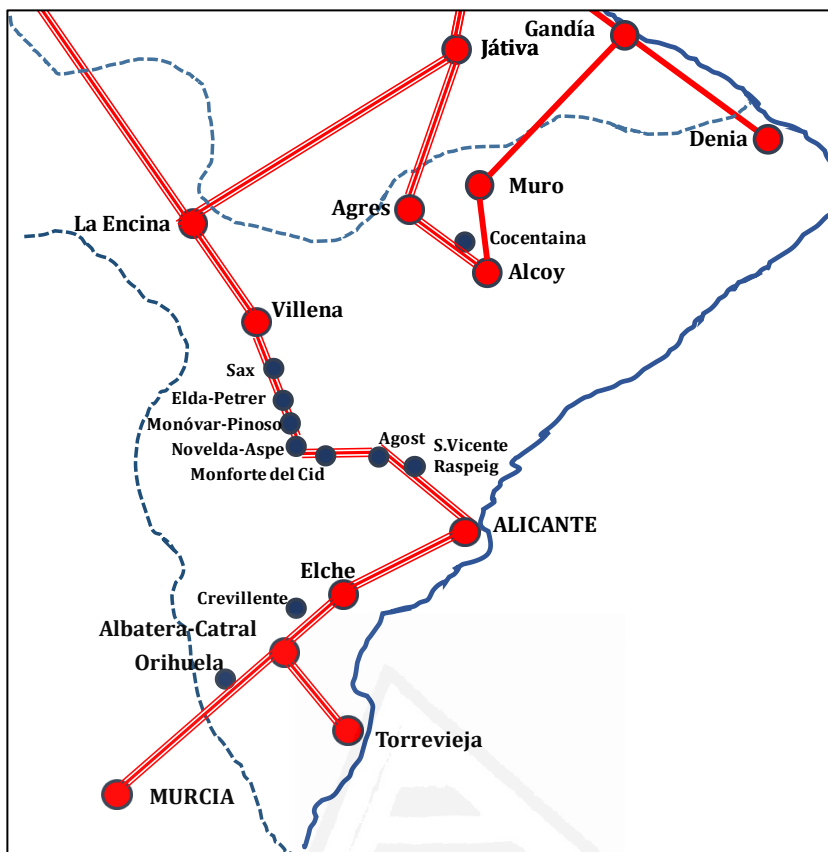 Gandía
Játiva
Denia
Muro
Agres
La Encina
Cocentaina
Alcoy
Villena
Sax
Elda-Petrer
Monóvar-Pinoso
Novelda-Aspe
Agost
S.Vicente
Raspeig
Monforte del Cid
ALICANTE
Elche
Crevillente
Albatera-Catral
Orihuela
Torrevieja
MURCIA